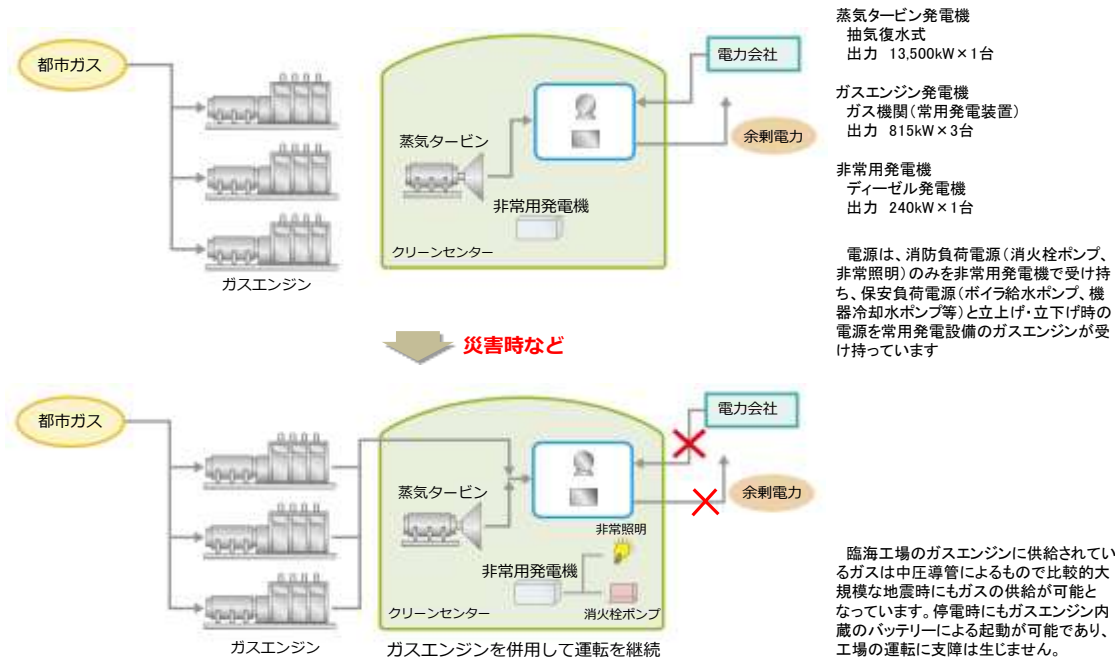 都市ガス
ガスエンジン
蒸気タービン
非常用発電機
クリーンセンター
電力会社
余剰電力
蒸気タービン発電機
抽気復水式
出力 13,500kW×1台
ガスエンジン発電機
ガス機関(常用発電装置)
出力 815kW×3台
非常用発電機
ディーゼル発電機
出力 240kW×1台
電源は、消防負荷電源(消火栓ポンプ、
非常照明)のみを非常用発電機で受け持
ち、保安負荷電源(ボイラ給水ポンプ、機
器冷却水ポンプ等)と立上げ・立下げ時の
電源を常用発電設備のガスエンジンが受
け持っています
災害時など
都市ガス
ガスエンジン
蒸気タービン
非常用発電機
クリーンセンター
非常照明
消火栓ポンプ
電力会社
余剰電力
ガスエンジンを併用して運転を継続
臨海工場のガスエンジンに供給されてい
るガスは中圧導管によるもので比較的大
規模な地震時にもガスの供給が可能と
なっています。停電時にもガスエンジン内
蔵のバッテリーによる起動が可能であり、
工場の運転に支障は生じません。